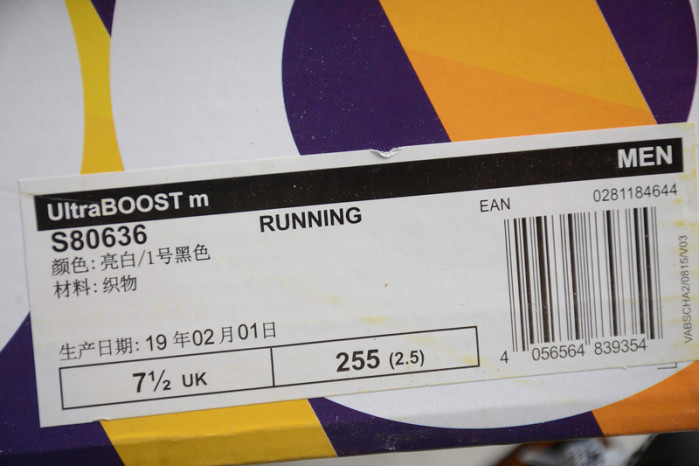 UltraBOOST m MEN
S80636 RUNNING EAN 0281184644
颜色: 亮白/1号黑色
材料: 织物
生产日期: 19 年 02 月 01日
7½ UK 255 (2.5)
4 056564 839354
VABSCHA2/0815/V03